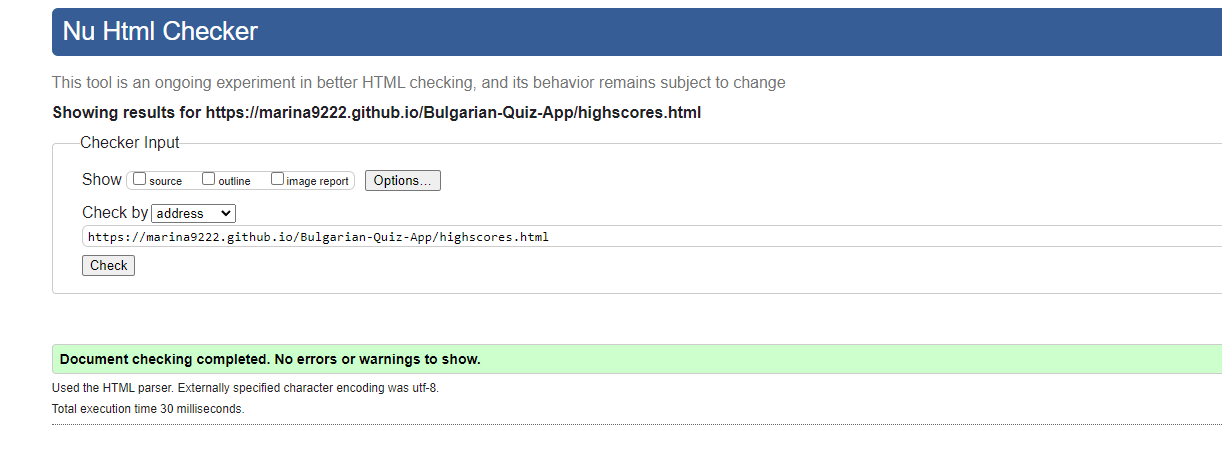 Nu Html Checker
This tool is an ongoing experiment in better HTML checking, and its behavior remains subject to change
Showing results for https://marina9222.github.io/Bulgarian-Quiz-App/highscores.html
Checker Input
Show source outline image report Options...
Check by address
https://marina9222.github.io/Bulgarian-Quiz-App/highscores.html
Check
Document checking completed. No errors or warnings to show.
Used the HTML parser. Externally specified character encoding was utf-8.
Total execution time 30 milliseconds.